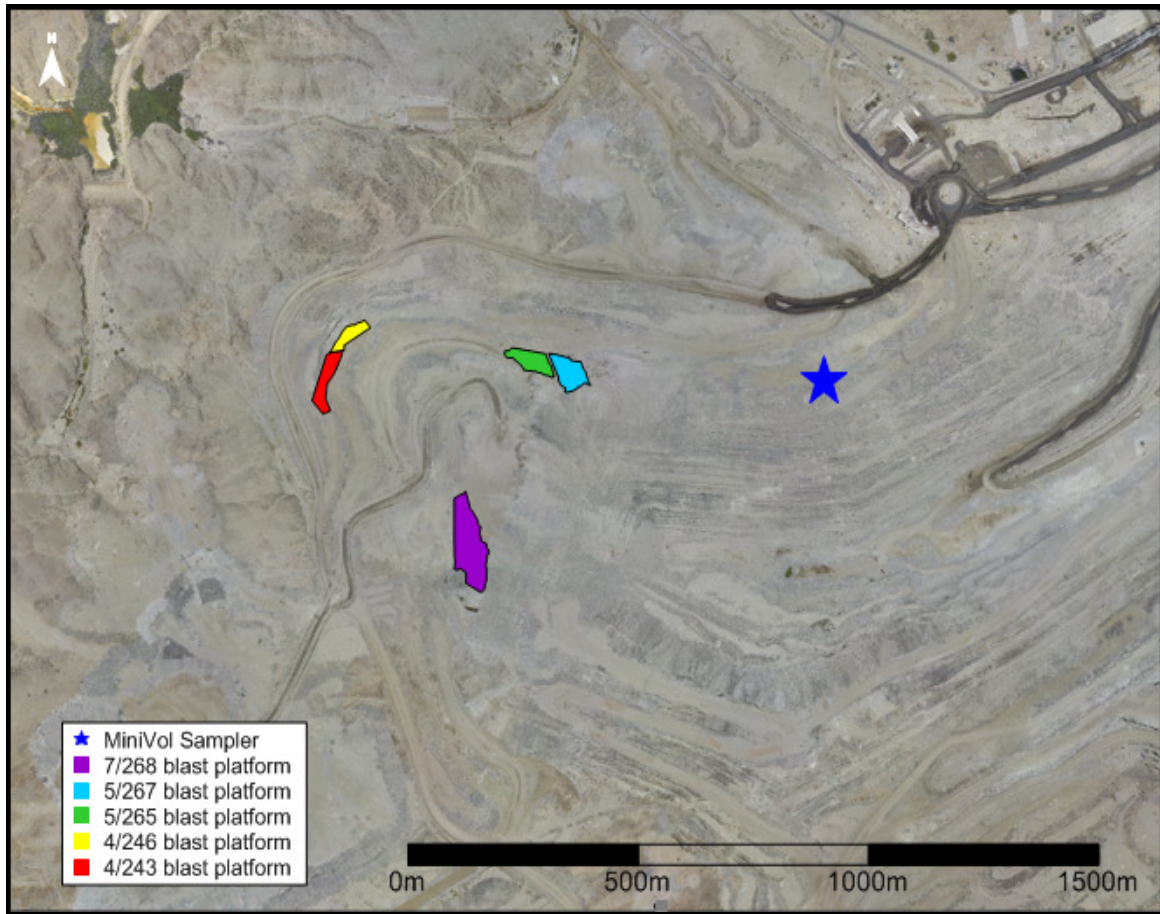 N
MiniVol Sampler
7/268 blast platform
5/267 blast platform
5/265 blast platform
4/246 blast platform
4/243 blast platform
0m 500m 1000m 1500m